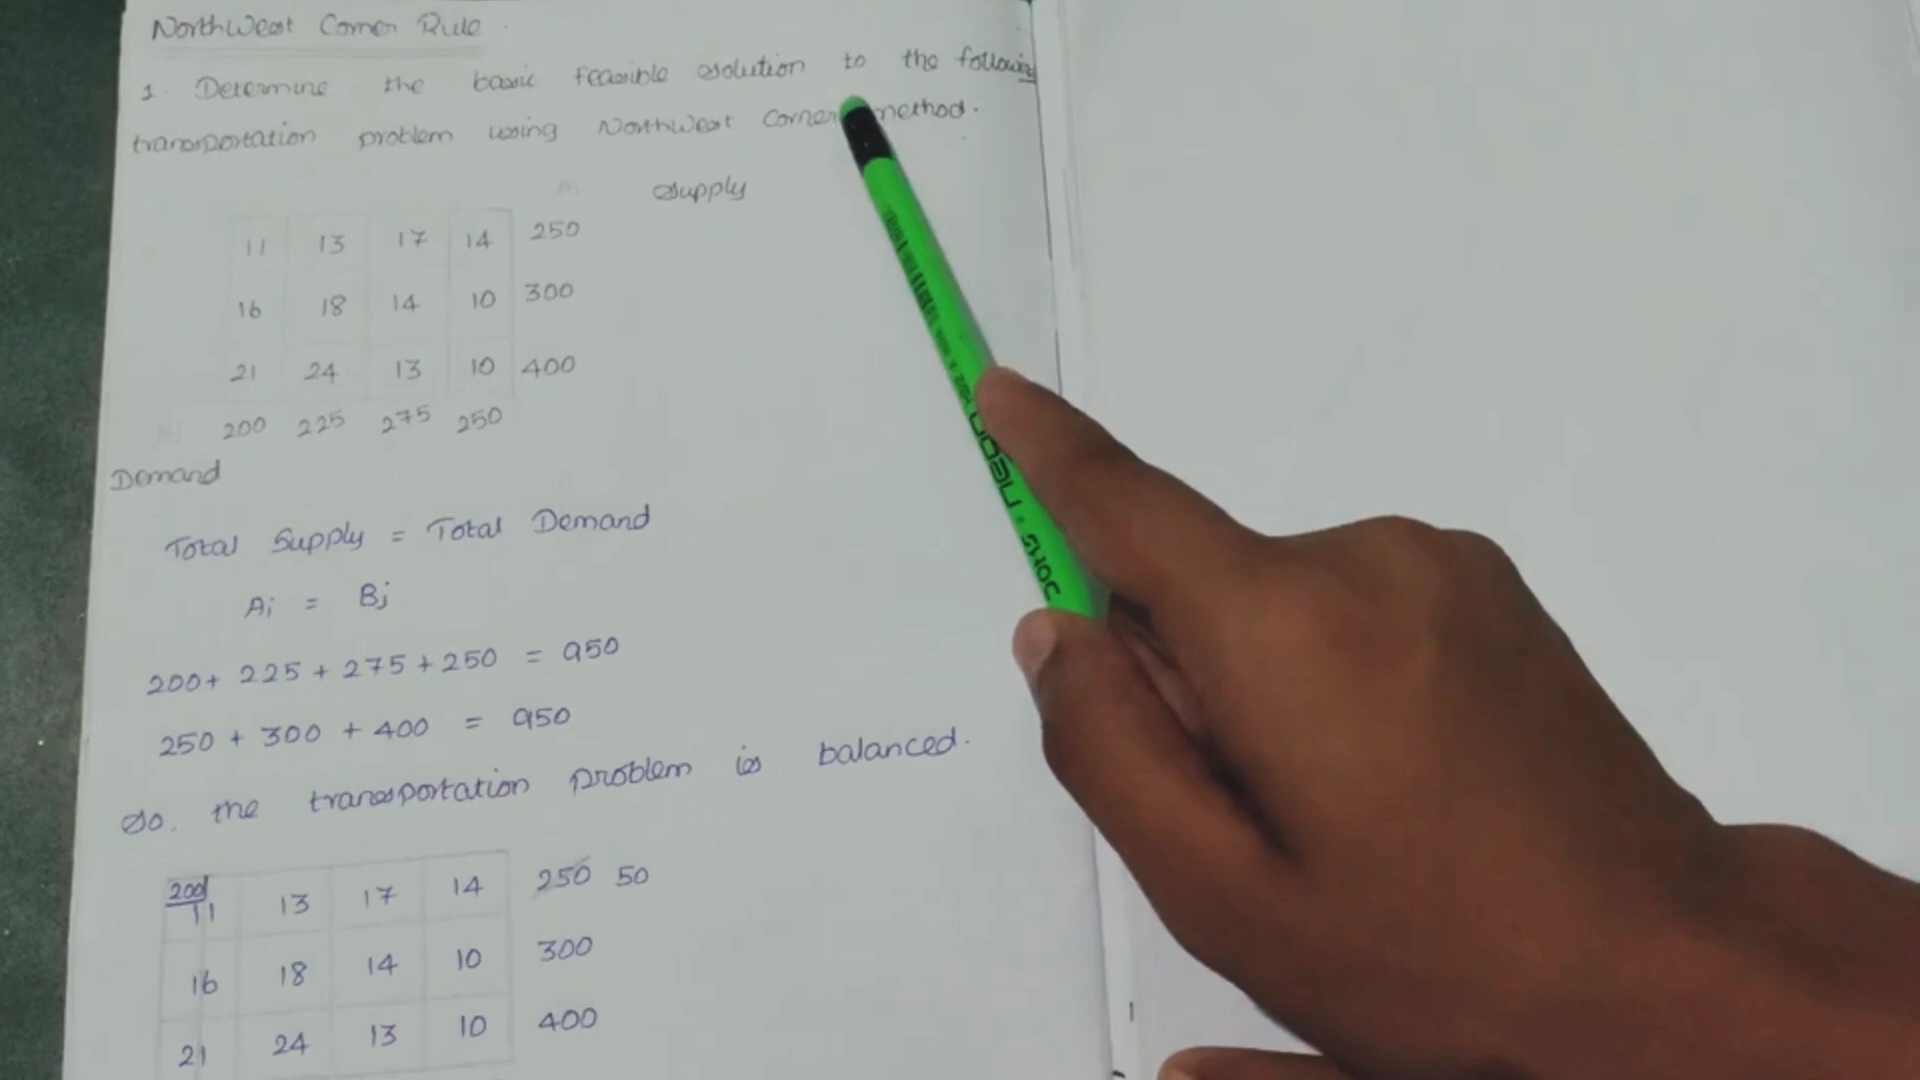 NorthWest Corner Rule
1 Determine the basic feasible solution to the following
transportation problem using NorthWest Corner method.
Supply
11 13 17 14 250
16 18 14 10 300
21 24 13 10 400
200 225 275 250
Demand
Total Supply = Total Demand
Ai = Bj
200+ 225 + 275 + 250 = 950
250 + 300 + 400 = 950
So, the transportation problem is balanced.
200
11 13 17 14 250 50
16 18 14 10 300
21 24 13 10 400
DOMS neon